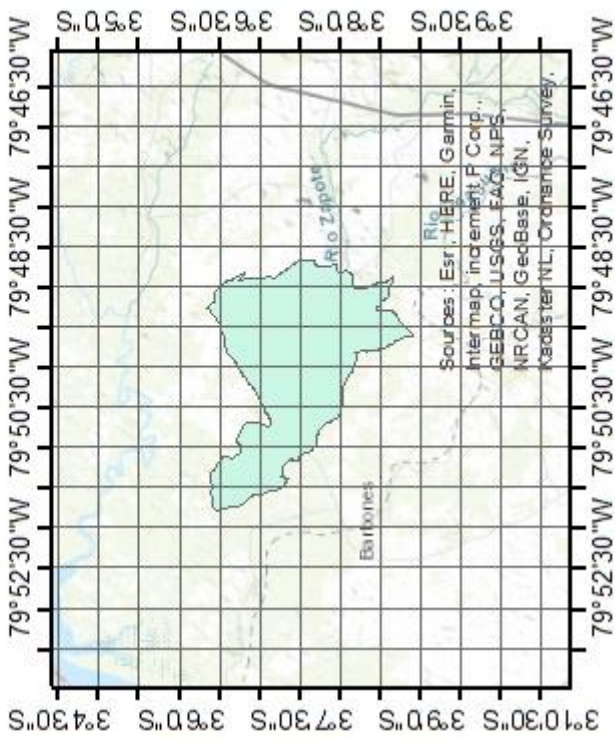 79°52'30"W
79°50'30"W
79°48'30"W
79°46'30"W
3°5'0"S
3°6'30"S
3°8'0"S
3°9'30"S
3°4'30"S
3°6'0"S
3°7'30"S
3°9'0"S
3°10'30"S
Río Zapote
Río
Barbones
Sources: Esri, HERE, Garmin,
Intermap, increment P Corp.,
GEBCO, USGS, FAO, NPS,
NRCAN, GeoBase, IGN,
Kadaster NL, Ordnance Survey,
79°52'30"W
79°50'30"W
79°48'30"W
79°46'30"W